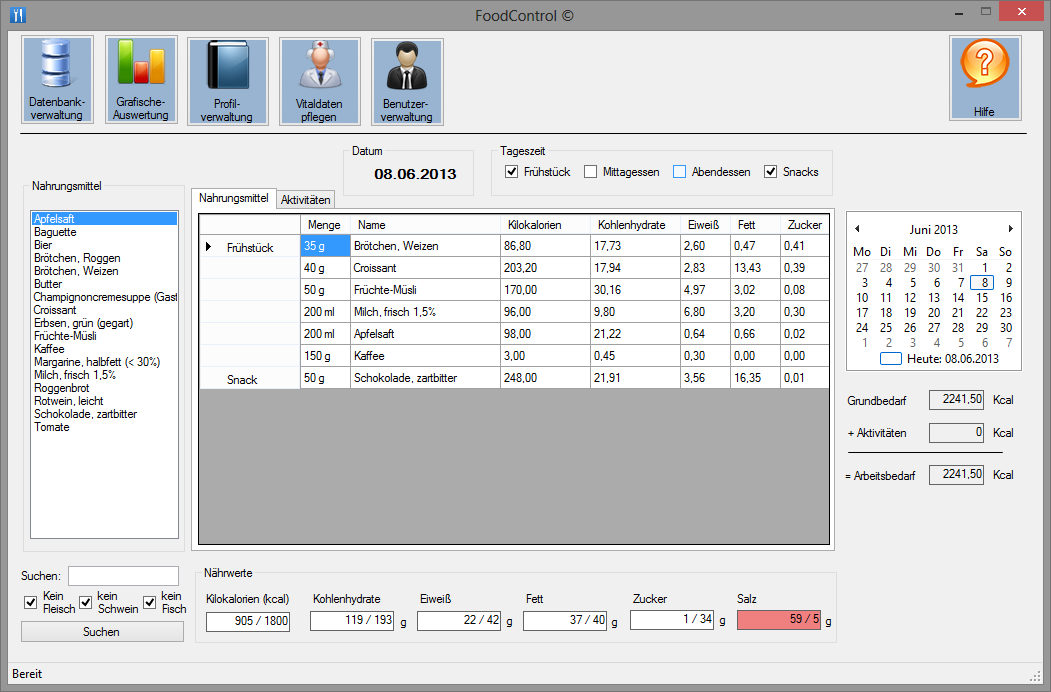 FoodControl ©
Datenbank-
verwaltung
Grafische-
Auswertung
Profil-
verwaltung
Vitaldaten
pflegen
Benutzer-
verwaltung
Hilfe
Datum
08.06.2013
Tageszeit
Frühstück Mittagessen Abendessen Snacks
Nahrungsmittel
Apfelsaft
Baguette
Bier
Brötchen, Roggen
Brötchen, Weizen
Butter
Champignoncremesuppe (Gast
Croissant
Erbsen, grün (gegart)
Früchte-Müsli
Kaffee
Margarine, halbfett (< 30%)
Milch, frisch 1,5%
Roggenbrot
Rotwein, leicht
Schokolade, zartbitter
Tomate
Nahrungsmittel Aktivitäten
Menge Name Kilokalorien Kohlenhydrate Eiweiß Fett Zucker
Frühstück 35 g Brötchen, Weizen 86,80 17,73 2,60 0,47 0,41
40 g Croissant 203,20 17,94 2,83 13,43 0,39
50 g Früchte-Müsli 170,00 30,16 4,97 3,02 0,08
200 ml Milch, frisch 1,5% 96,00 9,80 6,80 3,20 0,30
200 ml Apfelsaft 98,00 21,22 0,64 0,66 0,02
150 g Kaffee 3,00 0,45 0,30 0,00 0,00
Snack 50 g Schokolade, zartbitter 248,00 21,91 3,56 16,35 0,01
Juni 2013
Mo Di Mi Do Fr Sa So
27 28 29 30 31 1 2
3 4 5 6 7 8 9
10 11 12 13 14 15 16
17 18 19 20 21 22 23
24 25 26 27 28 29 30
1 2 3 4 5 6 7
Heute: 08.06.2013
Grundbedarf 2241,50 Kcal
+ Aktivitäten 0 Kcal
= Arbeitsbedarf 2241,50 Kcal
Suchen:
Kein
Fleisch
kein
Schwein
kein
Fisch
Suchen
Nährwerte
Kilokalorien (kcal) Kohlenhydrate Eiweiß Fett Zucker Salz
905 / 1800 119 / 193 g 22 / 42 g 37 / 40 g 1 / 34 g 59 / 5 g
Bereit